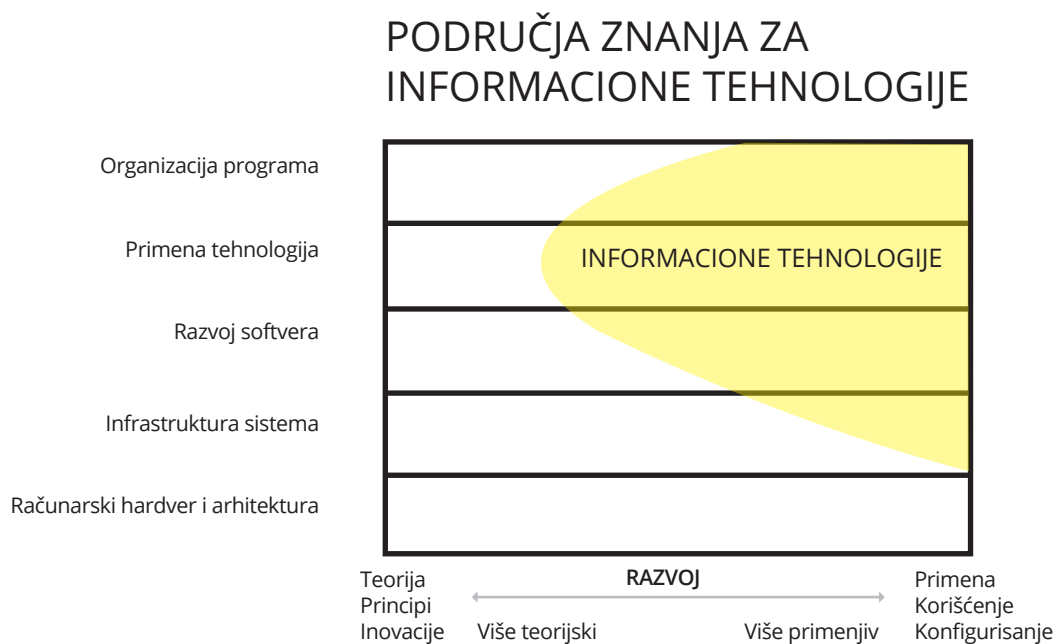 PODRUČJA ZNANJA ZA
INFORMACIONE TEHNOLOGIJE
Organizacija programa
Primena tehnologija
INFORMACIONE TEHNOLOGIJE
Razvoj softvera
Infrastruktura sistema
Računarski hardver i arhitektura
Teorija
Principi
Inovacije
RAZVOJ
Više teorijski
Više primenjiv
Primena
Korišćenje
Konfigurisanje